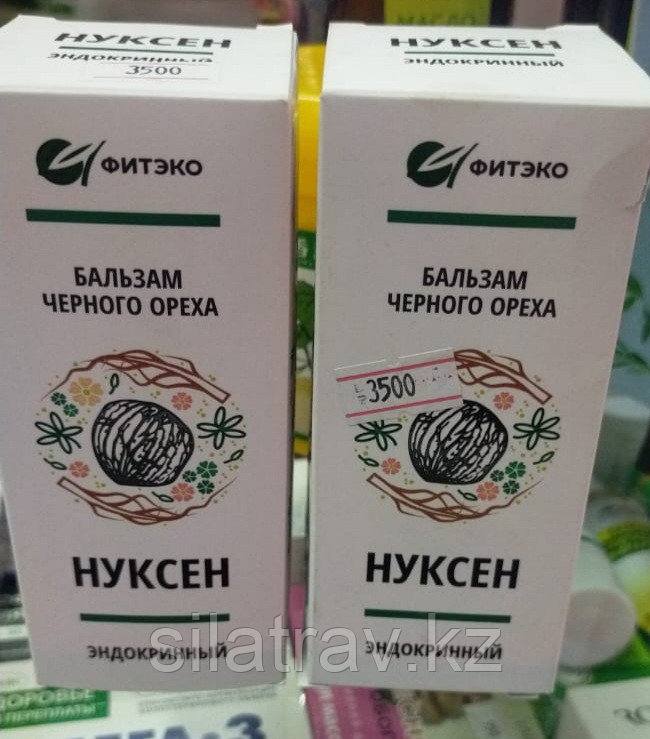 МАСЛО
НУКСЕН
ЭНДОКРИННЫЙ
3500
ФИТЭКО
БАЛЬЗАМ
ЧЕРНОГО ОРЕХА
НУКСЕН
ЭНДОКРИННЫЙ
НУКСЕН
ЭНДОКРИННЫЙ
ФИТЭКО
БАЛЬЗАМ
ЧЕРНОГО ОРЕХА
3500
НУКСЕН
ЭНДОКРИННЫЙ
silatrav.kz